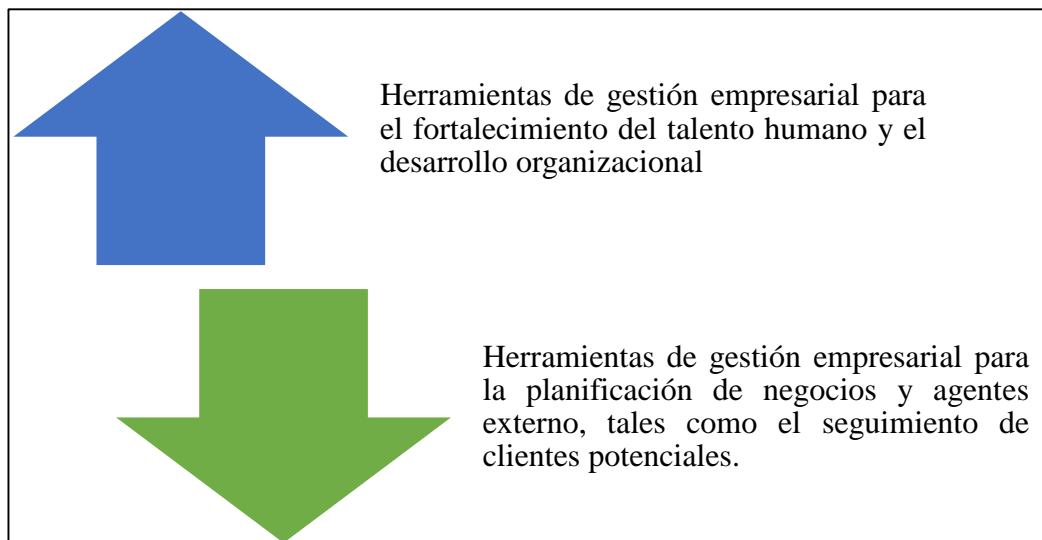 Herramientas de gestión empresarial para
el fortalecimiento del talento humano y el
desarrollo organizacional
Herramientas de gestión empresarial para
la planificación de negocios y agentes
externo, tales como el seguimiento de
clientes potenciales.